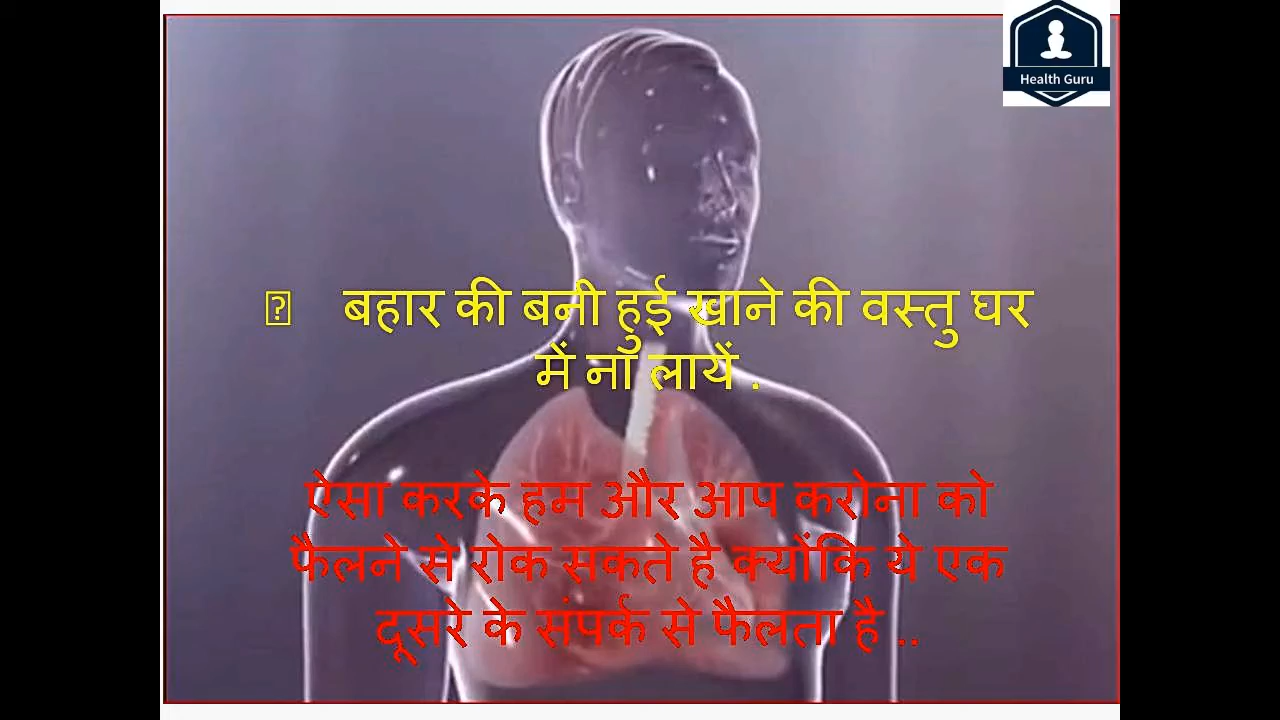 Health Guru
बहार की बनी हुई खाने की वस्तु घर
में ना लायें .
ऐसा करके हम और आप करोना को
फैलने से रोक सकते है क्योंकि ये एक
दूसरे के संपर्क से फैलता है ..